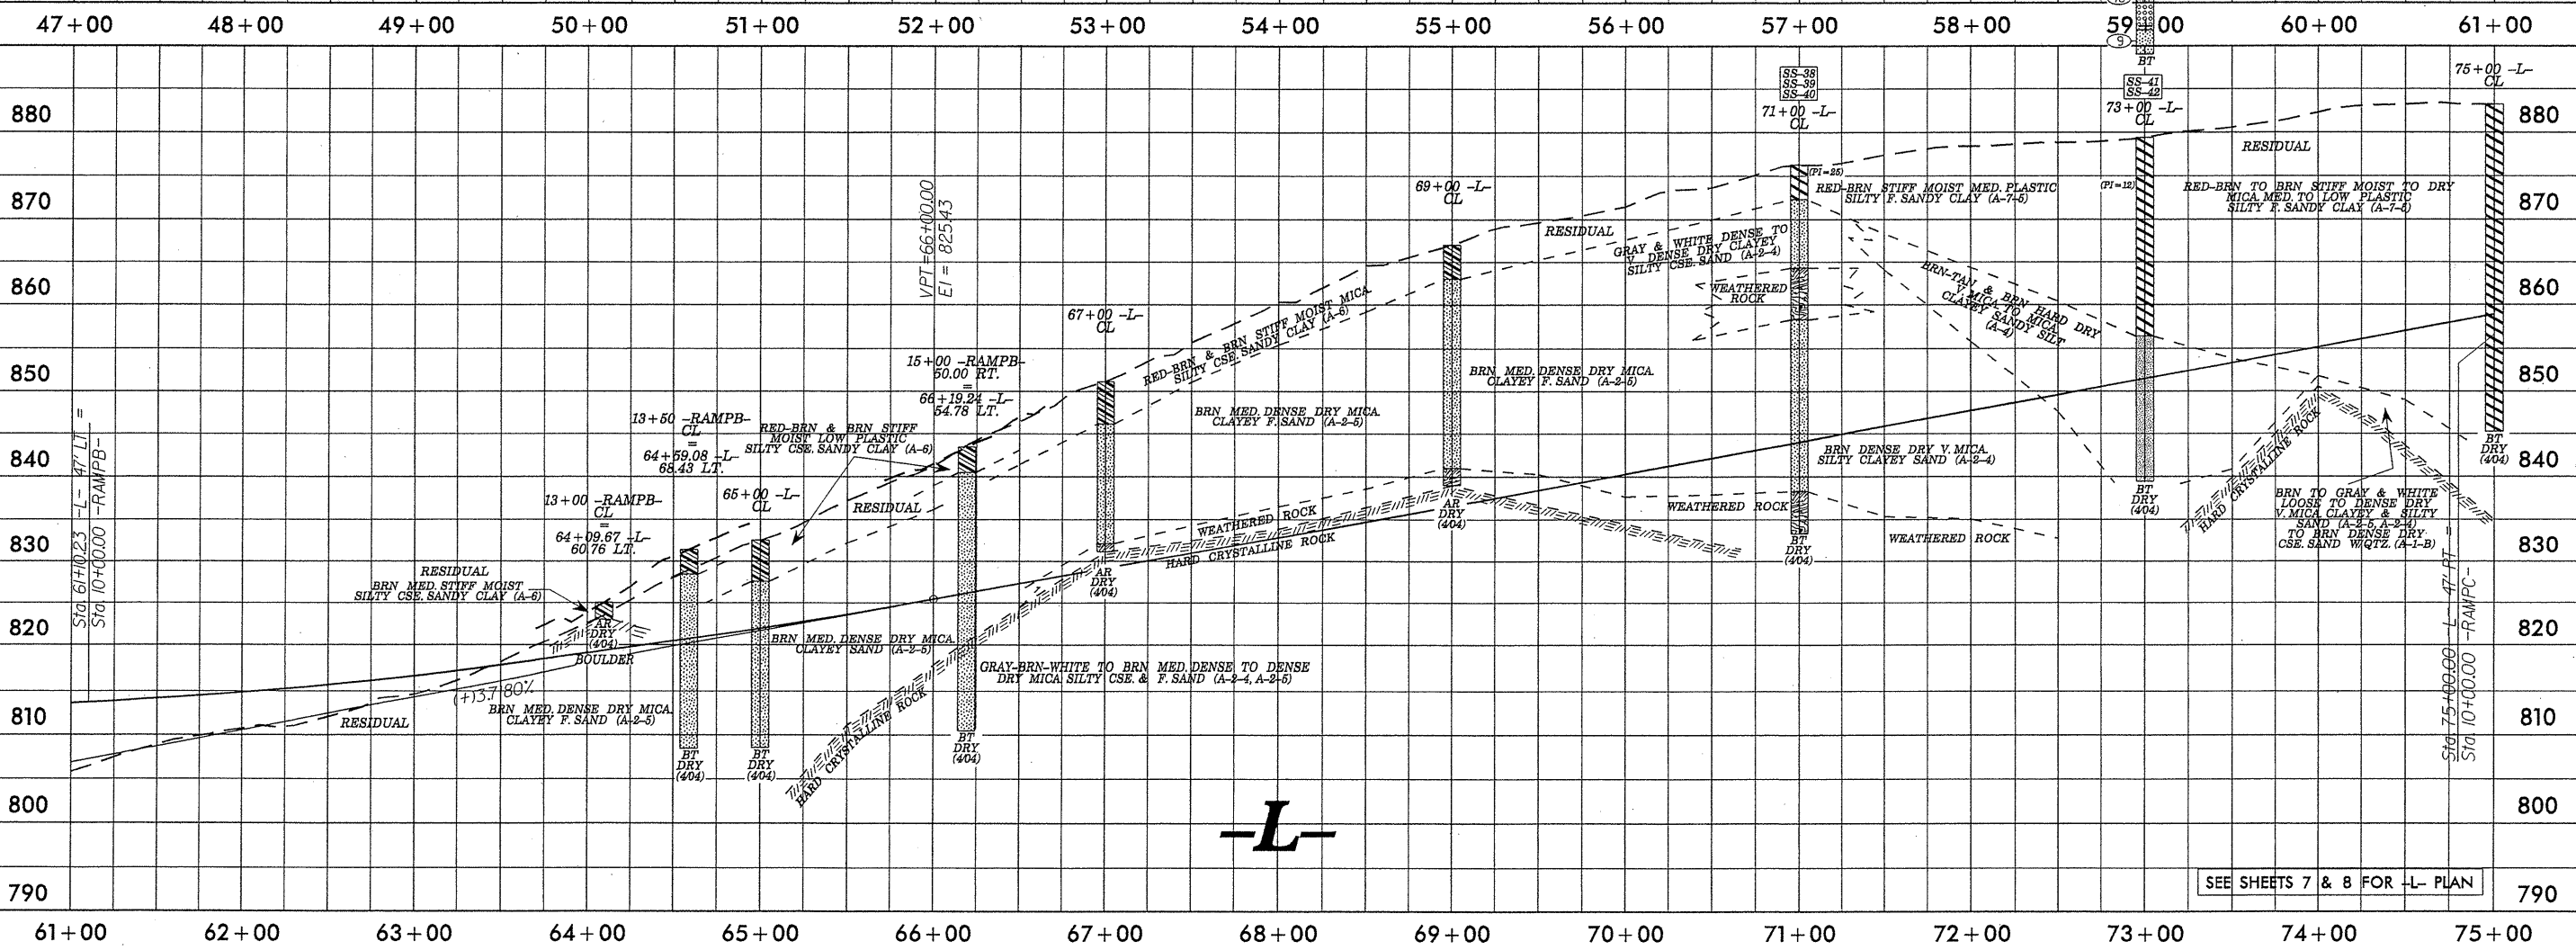 47+00 48+00 49+00 50+00 51+00 52+00 53+00 54+00 55+00 56+00 57+00 58+00 59+00 60+00 61+00
9
BT
SS-38
SS-39
SS-40
71+00 -L-
CL
SS-41
SS-42
73+00 -L-
CL
75+00 -L-
CL
880
870
860
850
840
830
820
810
800
790
880
870
860
850
840
830
820
810
800
790
Sta. 61+10.23 -L- 47' LT =
Sta. 10+00.00 -RAMPB-
RESIDUAL
(+)3.7180%
RESIDUAL
BRN MED. STIFF MOIST
SILTY CSE. SANDY CLAY (A-6)
13+00 -RAMPB-
CL
=
64+09.67 -L-
60.76 LT.
AR
DRY
(4/04)
BOULDER
BRN MED. DENSE DRY MICA.
CLAYEY F. SAND (A-2-5)
13+50 -RAMPB-
CL
=
64+59.08 -L-
68.43 LT.
BT
DRY
(4/04)
65+00 -L-
CL
BT
DRY
(4/04)
RED-BRN & BRN STIFF
MOIST LOW PLASTIC
SILTY CSE. SANDY CLAY (A-6)
RESIDUAL
BRN MED. DENSE DRY MICA.
CLAYEY SAND (A-2-5)
HARD CRYSTALLINE ROCK
VPT=66+00.00
El = 825.43
15+00 -RAMPB-
50.00 RT.
=
66+19.24 -L-
54.78 LT.
BT
DRY
(4/04)
GRAY-BRN-WHITE TO BRN MED. DENSE TO DENSE
DRY MICA. SILTY CSE. & F. SAND (A-2-4, A-2-5)
67+00 -L-
CL
AR
DRY
(4/04)
RED-BRN & BRN STIFF MOIST MICA.
SILTY CSE. SANDY CLAY (A-6)
BRN MED. DENSE DRY MICA.
CLAYEY F. SAND (A-2-5)
WEATHERED ROCK
HARD CRYSTALLINE ROCK
69+00 -L-
CL
AR
DRY
(4/04)
BRN MED. DENSE DRY MICA.
CLAYEY F. SAND (A-2-5)
RESIDUAL
GRAY & WHITE DENSE TO
V. DENSE DRY CLAYEY
SILTY CSE. SAND (A-2-4)
WEATHERED
ROCK
WEATHERED ROCK
(PI=25)
RED-BRN STIFF MOIST MED. PLASTIC
SILTY F. SANDY CLAY (A-7-5)
BT
DRY
(4/04)
BRN DENSE DRY V. MICA.
SILTY CLAYEY SAND (A-2-4)
WEATHERED ROCK
BRN-TAN & BRN HARD DRY
V. MICA. TO MICA.
CLAYEY SANDY SILT
(A-4)
(PI=12)
BT
DRY
(4/04)
RESIDUAL
RED-BRN TO BRN STIFF MOIST TO DRY
MICA. MED. TO LOW PLASTIC
SILTY F. SANDY CLAY (A-7-5)
HARD CRYSTALLINE ROCK
BRN TO GRAY & WHITE
LOOSE TO DENSE DRY
V. MICA. CLAYEY & SILTY
SAND (A-2-5, A-2-4)
TO BRN DENSE DRY
CSE. SAND W/QTZ. (A-1-B)
BT
DRY
(4/04)
Sta. 75+00.00 -L- 47' RT =
Sta. 10+00.00 -RAMPC-
-L-
SEE SHEETS 7 & 8 FOR -L- PLAN
61+00 62+00 63+00 64+00 65+00 66+00 67+00 68+00 69+00 70+00 71+00 72+00 73+00 74+00 75+00